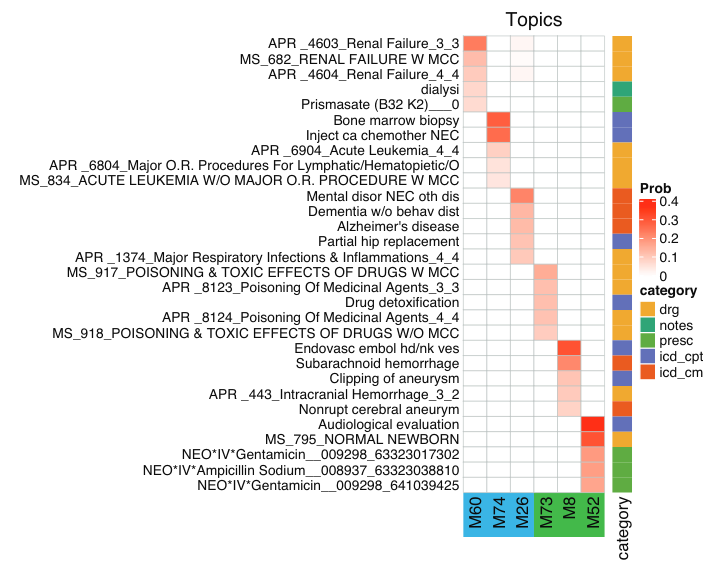 Topics
APR _4603_Renal Failure_3_3
MS_682_RENAL FAILURE W MCC
APR _4604_Renal Failure_4_4
dialysi
Prismasate (B32 K2)___0
Bone marrow biopsy
Inject ca chemother NEC
APR _6904_Acute Leukemia_4_4
APR _6804_Major O.R. Procedures For Lymphatic/Hematopietic/O
MS_834_ACUTE LEUKEMIA W/O MAJOR O.R. PROCEDURE W MCC
Mental disor NEC oth dis
Dementia w/o behav dist
Alzheimer's disease
Partial hip replacement
APR _1374_Major Respiratory Infections & Inflammations_4_4
MS_917_POISONING & TOXIC EFFECTS OF DRUGS W MCC
APR _8123_Poisoning Of Medicinal Agents_3_3
Drug detoxification
APR _8124_Poisoning Of Medicinal Agents_4_4
MS_918_POISONING & TOXIC EFFECTS OF DRUGS W/O MCC
Endovasc embol hd/nk ves
Subarachnoid hemorrhage
Clipping of aneurysm
APR _443_Intracranial Hemorrhage_3_2
Nonrupt cerebral aneurym
Audiological evaluation
MS_795_NORMAL NEWBORN
NEO*IV*Gentamicin__009298_63323017302
NEO*IV*Ampicillin Sodium__008937_63323038810
NEO*IV*Gentamicin__009298_641039425
M60
M74
M26
M73
M8
M52
category
Prob
0.4
0.3
0.2
0.1
0
category
drg
notes
presc
icd_cpt
icd_cm